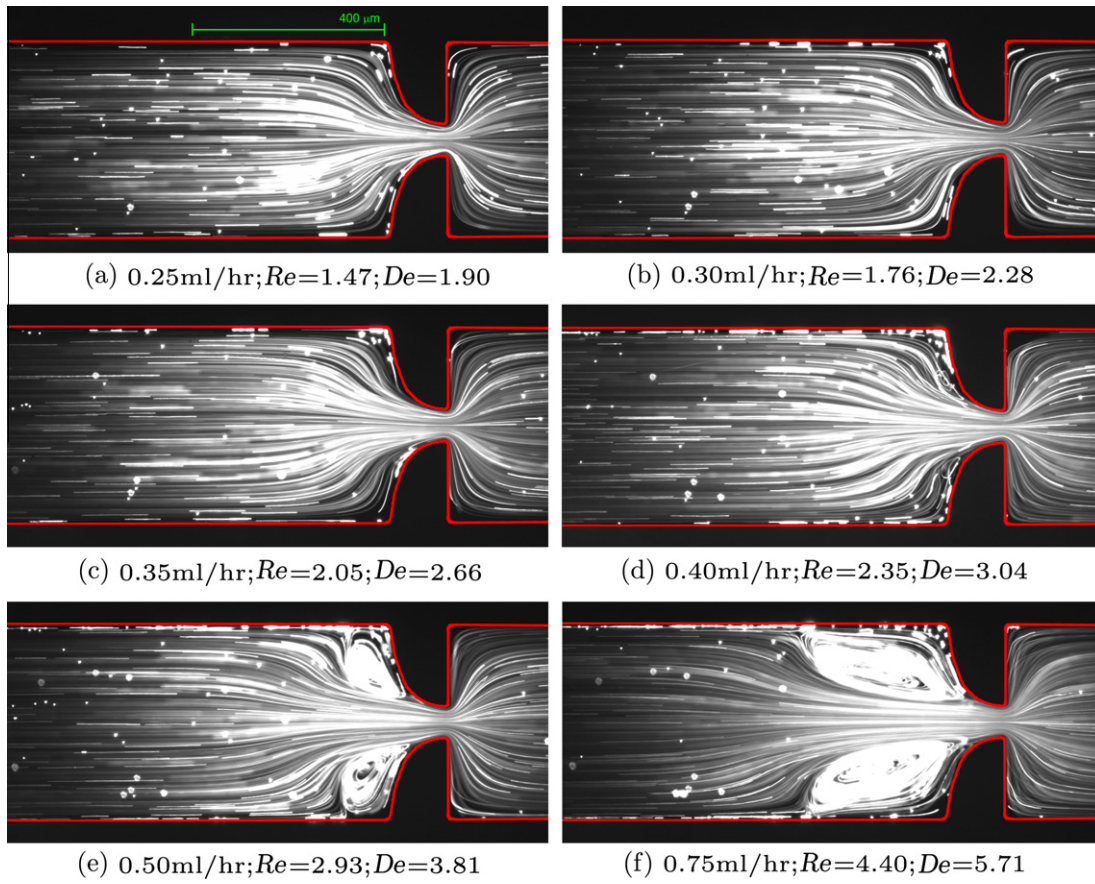 400 μm
(a) 0.25ml/hr;Re=1.47;De=1.90
(b) 0.30ml/hr;Re=1.76;De=2.28
(c) 0.35ml/hr;Re=2.05;De=2.66
(d) 0.40ml/hr;Re=2.35;De=3.04
(e) 0.50ml/hr;Re=2.93;De=3.81
(f) 0.75ml/hr;Re=4.40;De=5.71